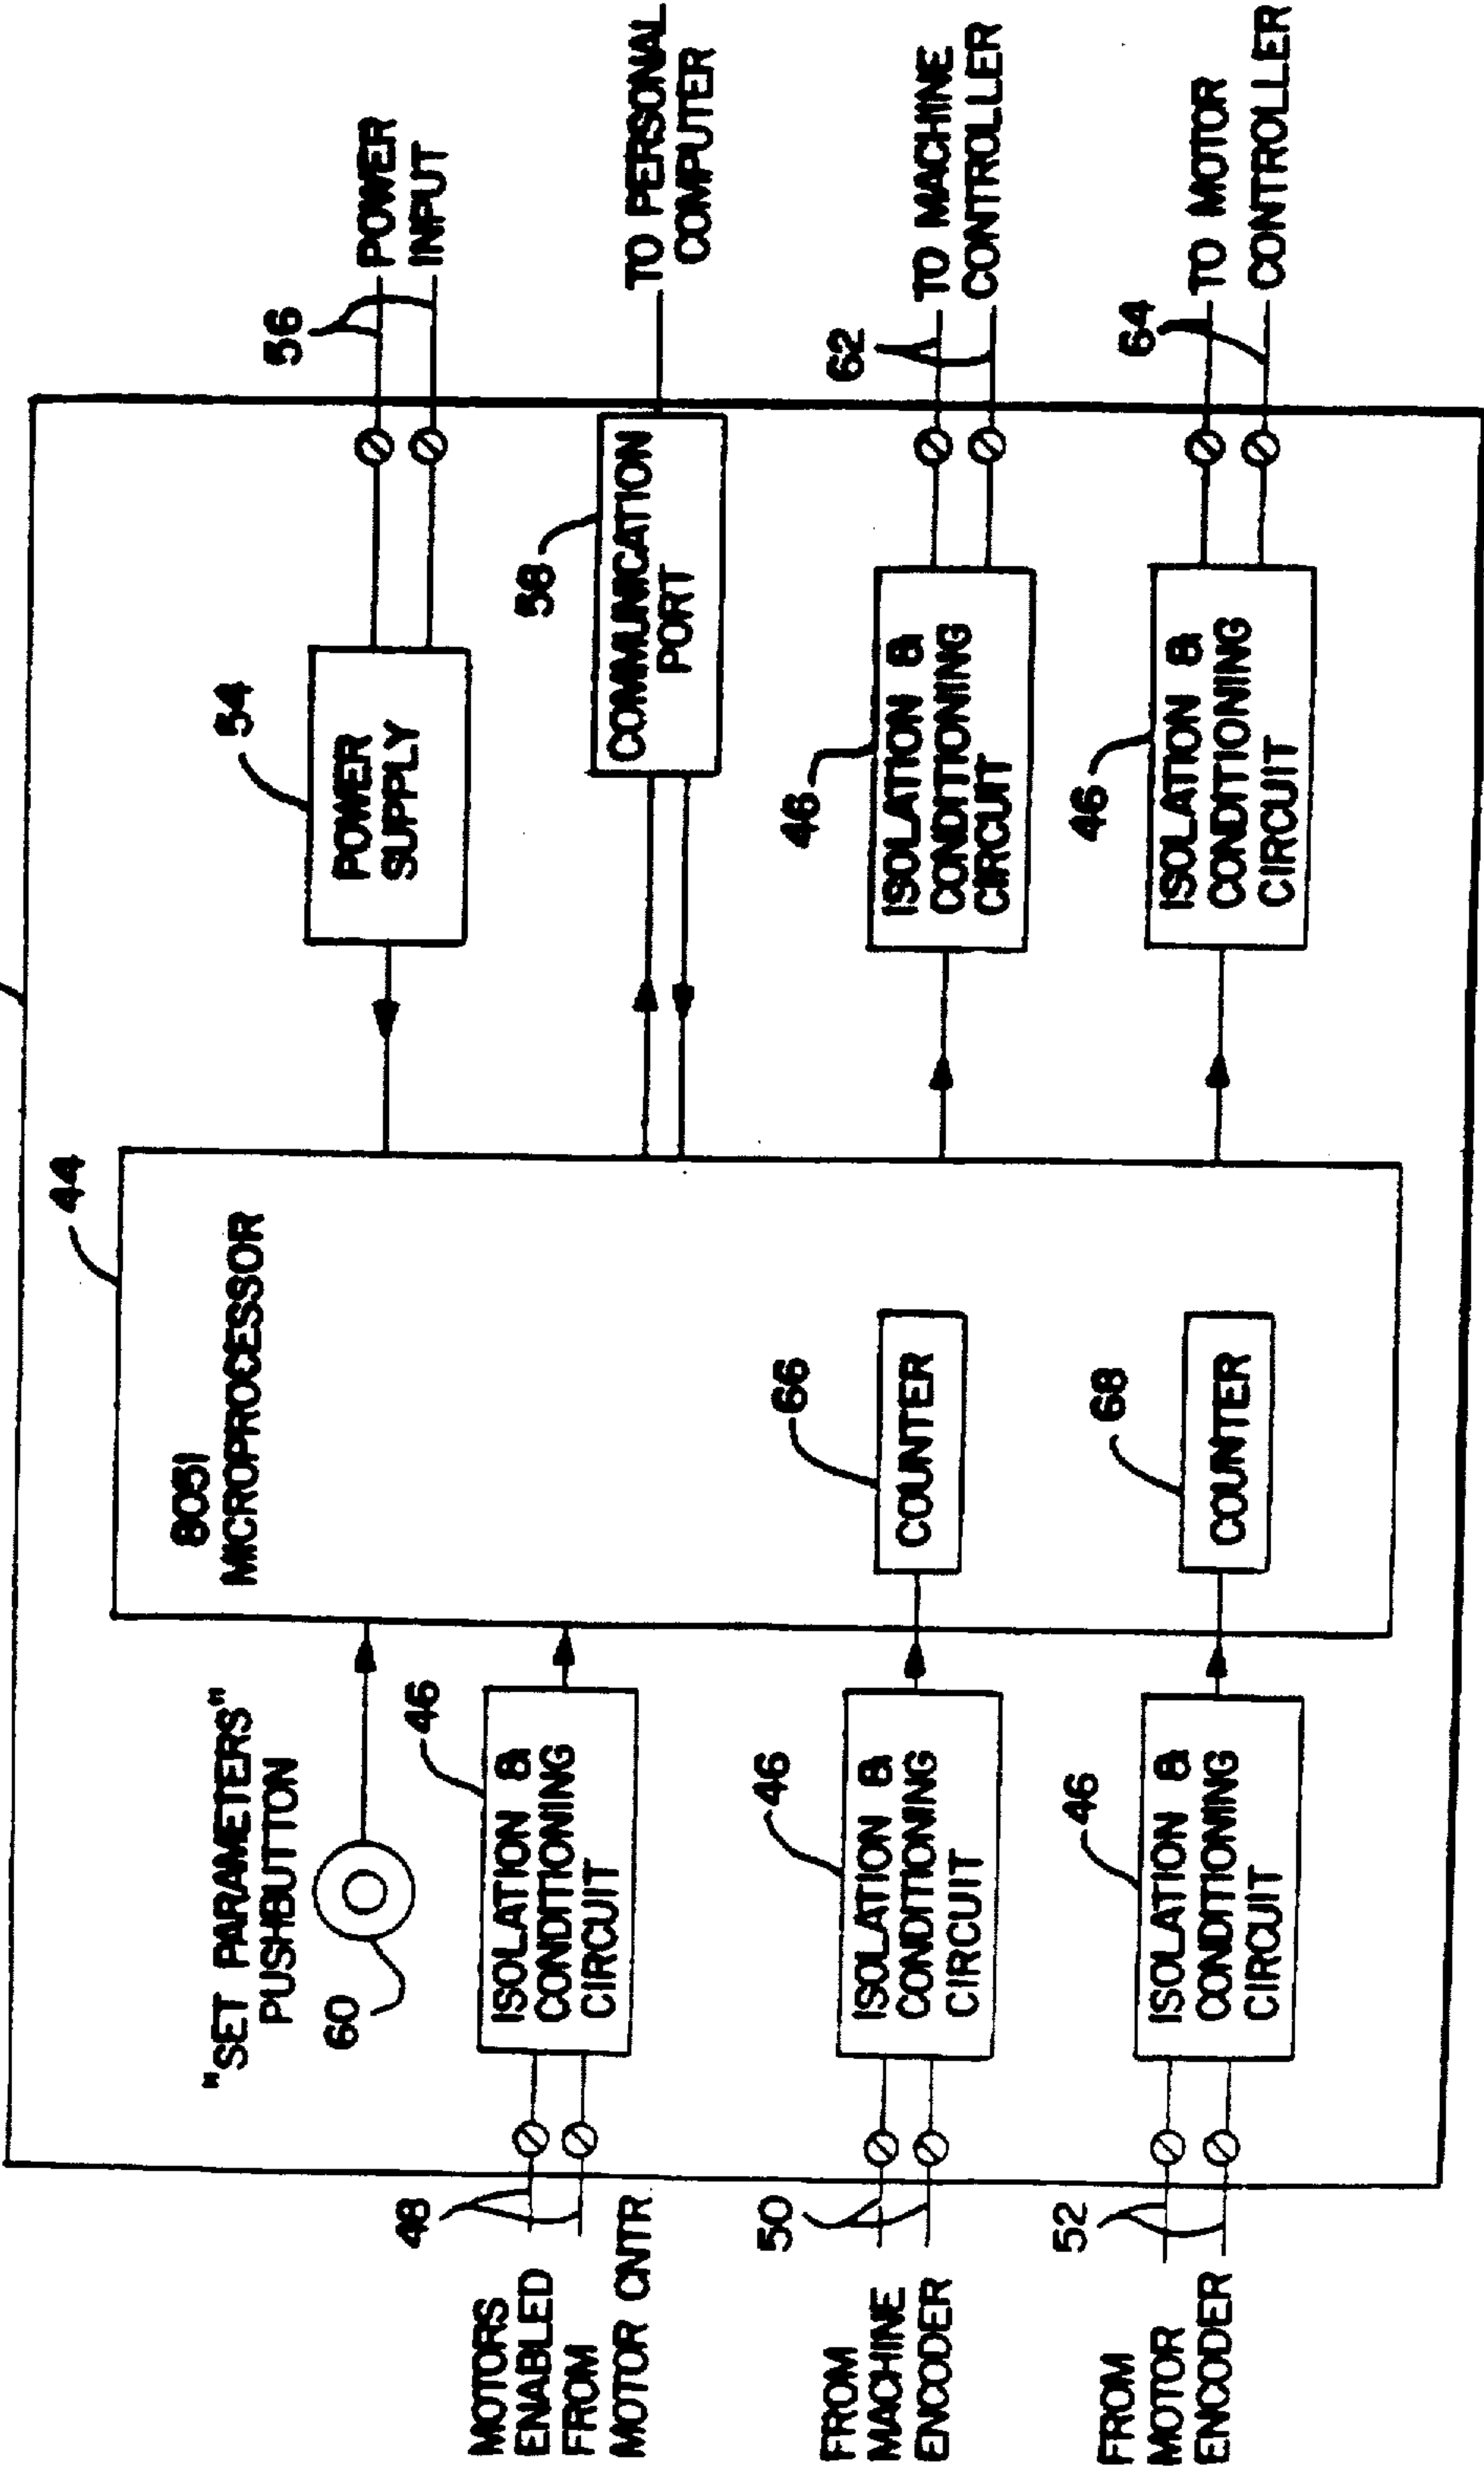 44
8051
MICROPROCESSOR
"SET PARAMETERS"
PUSHBUTTON
60
54
POWER
SUPPLY
56
POWER
INPUT
58
COMMUNICATION
PORT
TO PERSONAL
COMPUTER
MOTORS
ENABLED
FROM
MOTOR CNTR
48
46
ISOLATION &
CONDITIONING
CIRCUIT
FROM
MACHINE
ENCODER
50
46
ISOLATION &
CONDITIONING
CIRCUIT
66
COUNTER
46
ISOLATION &
CONDITIONING
CIRCUIT
62
TO MACHINE
CONTROLLER
FROM
MOTOR
ENCODER
52
46
ISOLATION &
CONDITIONING
CIRCUIT
68
COUNTER
46
ISOLATION &
CONDITIONING
CIRCUIT
64
TO MOTOR
CONTROLLER